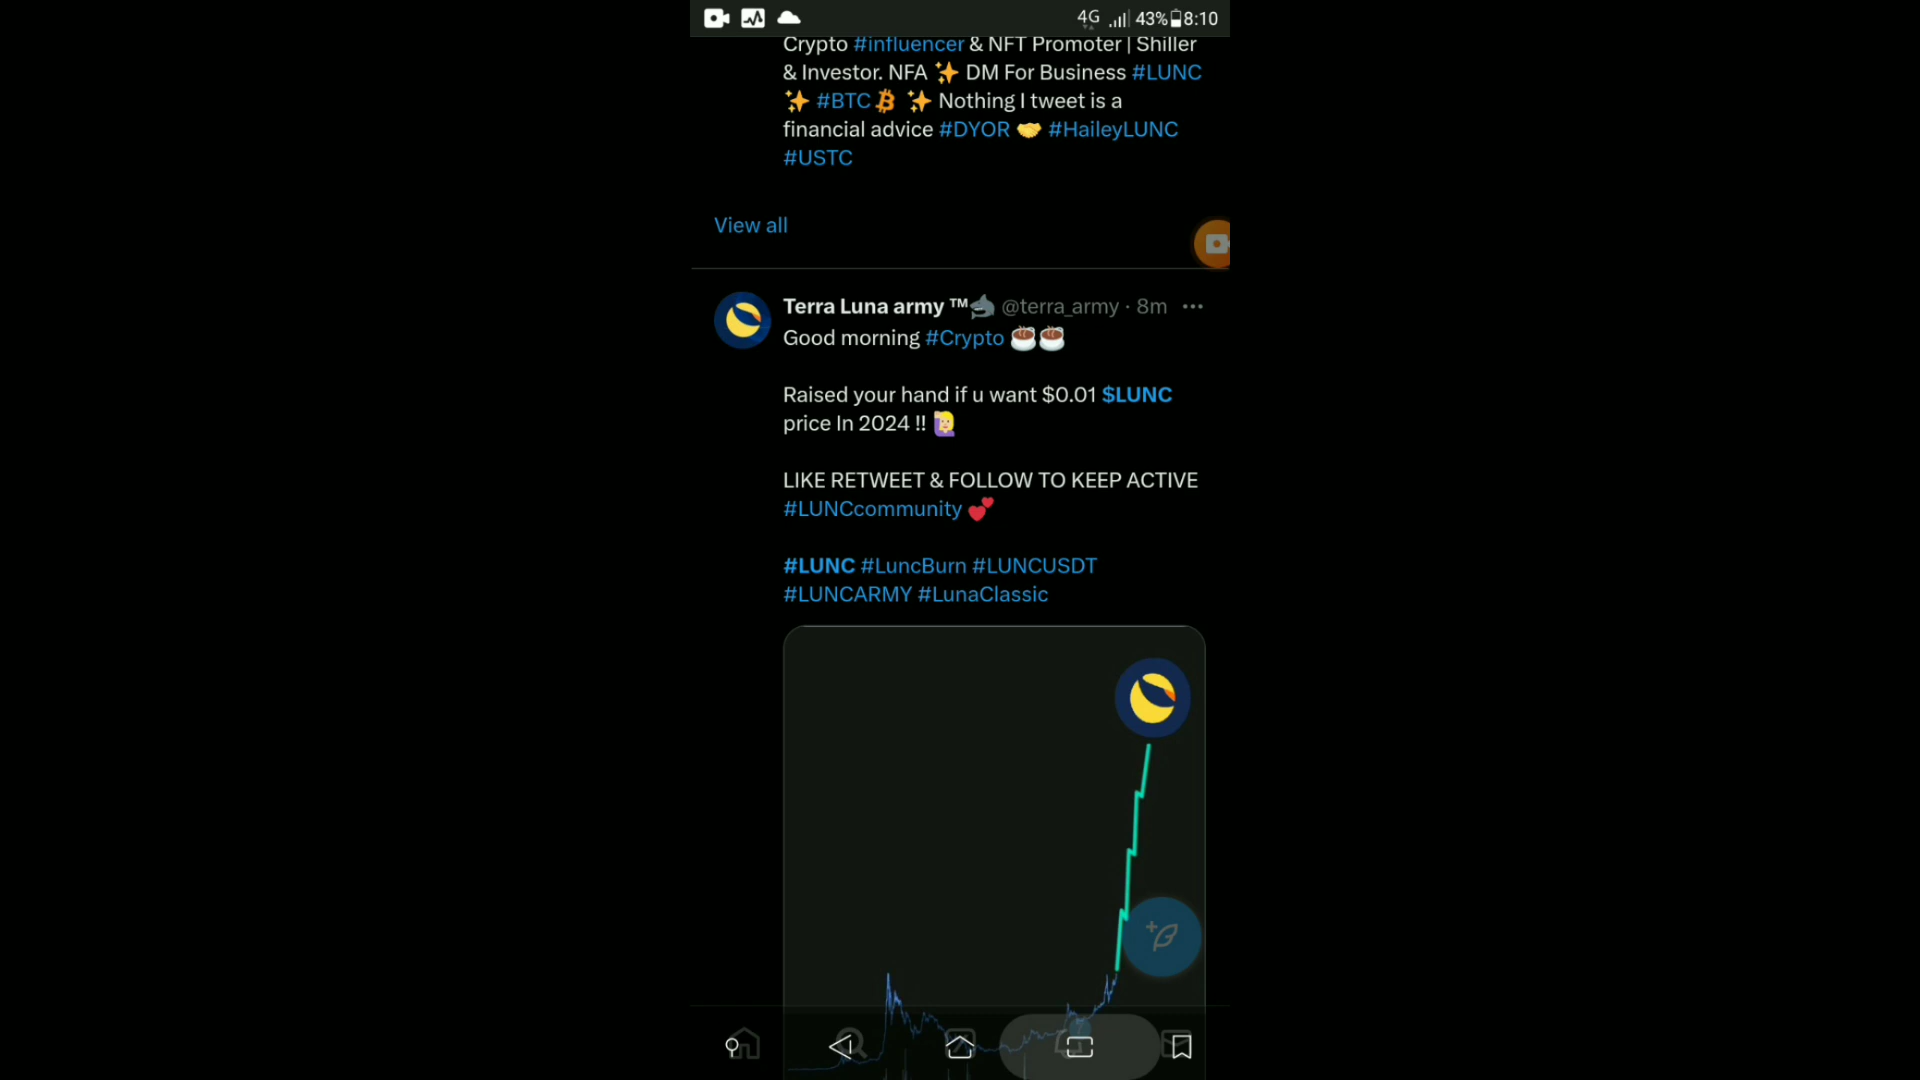 4G 43% 8:10
Crypto #influencer & NFT Promoter | Shiller
& Investor. NFA ✨ DM For Business #LUNC
✨ #BTC ✨ Nothing I tweet is a
financial advice #DYOR 🤝 #HaileyLUNC
#USTC
View all
Terra Luna army ™🦈 @terra_army · 8m
Good morning #Crypto ☕☕
Raised your hand if u want $0.01 $LUNC
price In 2024 !! 🙋🏼‍♀️
LIKE RETWEET & FOLLOW TO KEEP ACTIVE
#LUNCcommunity 💕
#LUNC #LuncBurn #LUNCUSDT
#LUNCARMY #LunaClassic